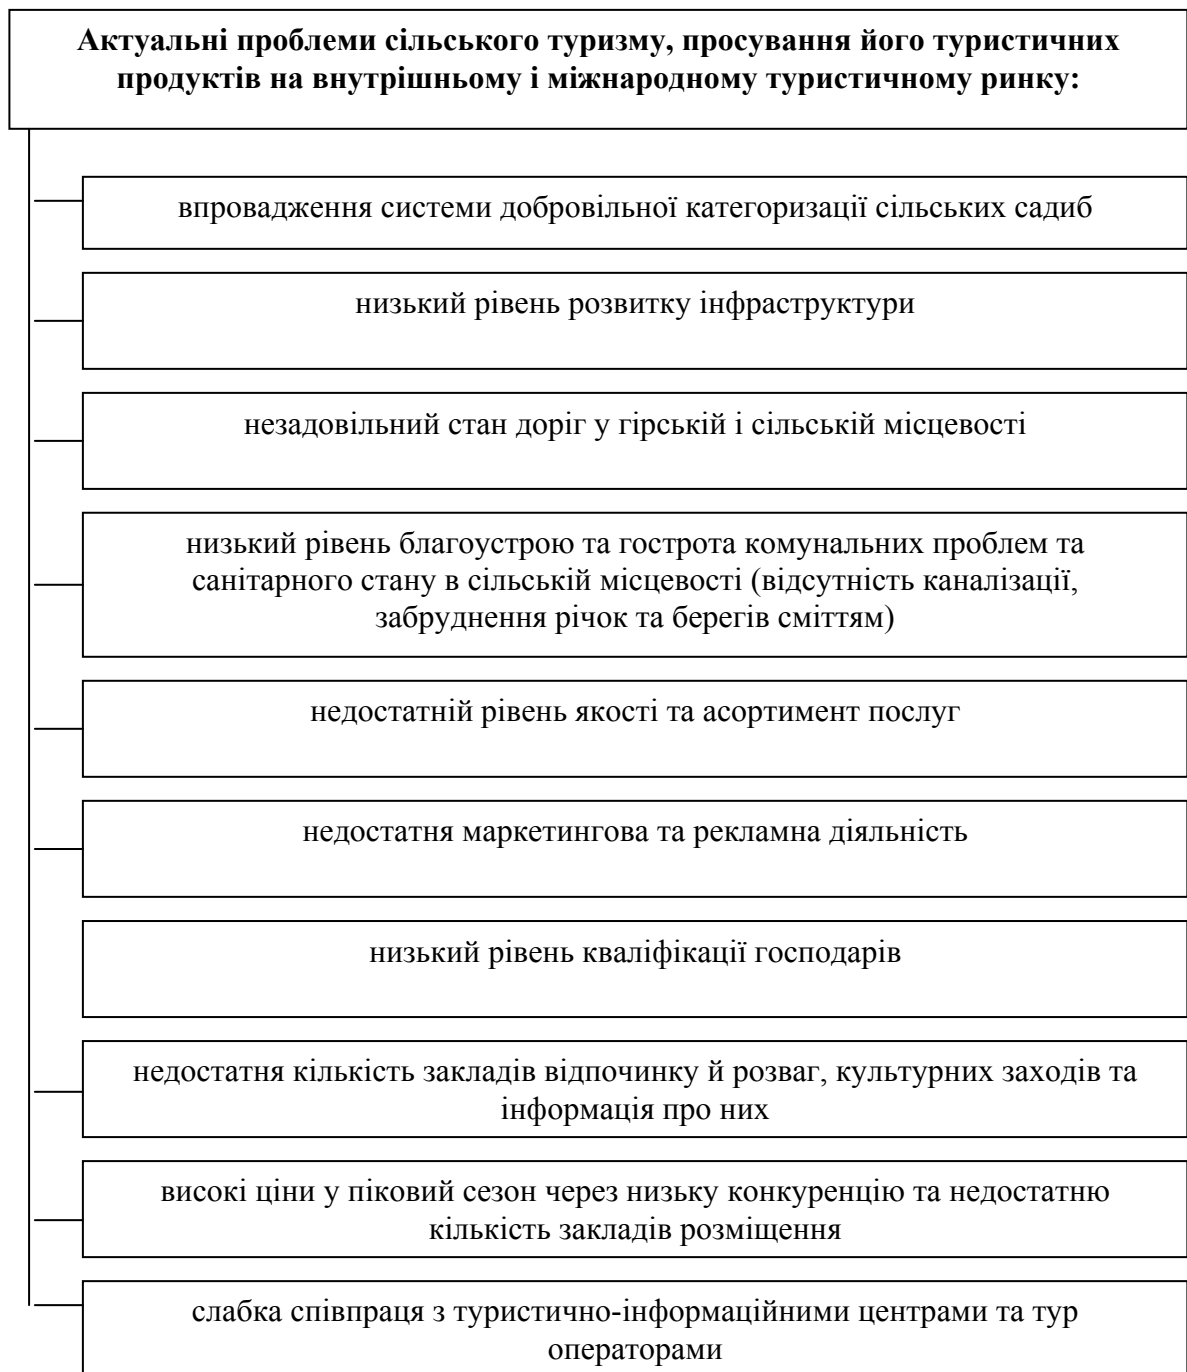 Актуальні проблеми сільського туризму, просування його туристичних
продуктів на внутрішньому і міжнародному туристичному ринку:
впровадження системи добровільної категоризації сільських садиб
низький рівень розвитку інфраструктури
незадовільний стан доріг у гірській і сільській місцевості
низький рівень благоустрою та гострота комунальних проблем та
санітарного стану в сільській місцевості (відсутність каналізації,
забруднення річок та берегів сміттям)
недостатній рівень якості та асортимент послуг
недостатня маркетингова та рекламна діяльність
низький рівень кваліфікації господарів
недостатня кількість закладів відпочинку й розваг, культурних заходів та
інформація про них
високі ціни у піковий сезон через низьку конкуренцію та недостатню
кількість закладів розміщення
слабка співпраця з туристично-інформаційними центрами та тур
операторами